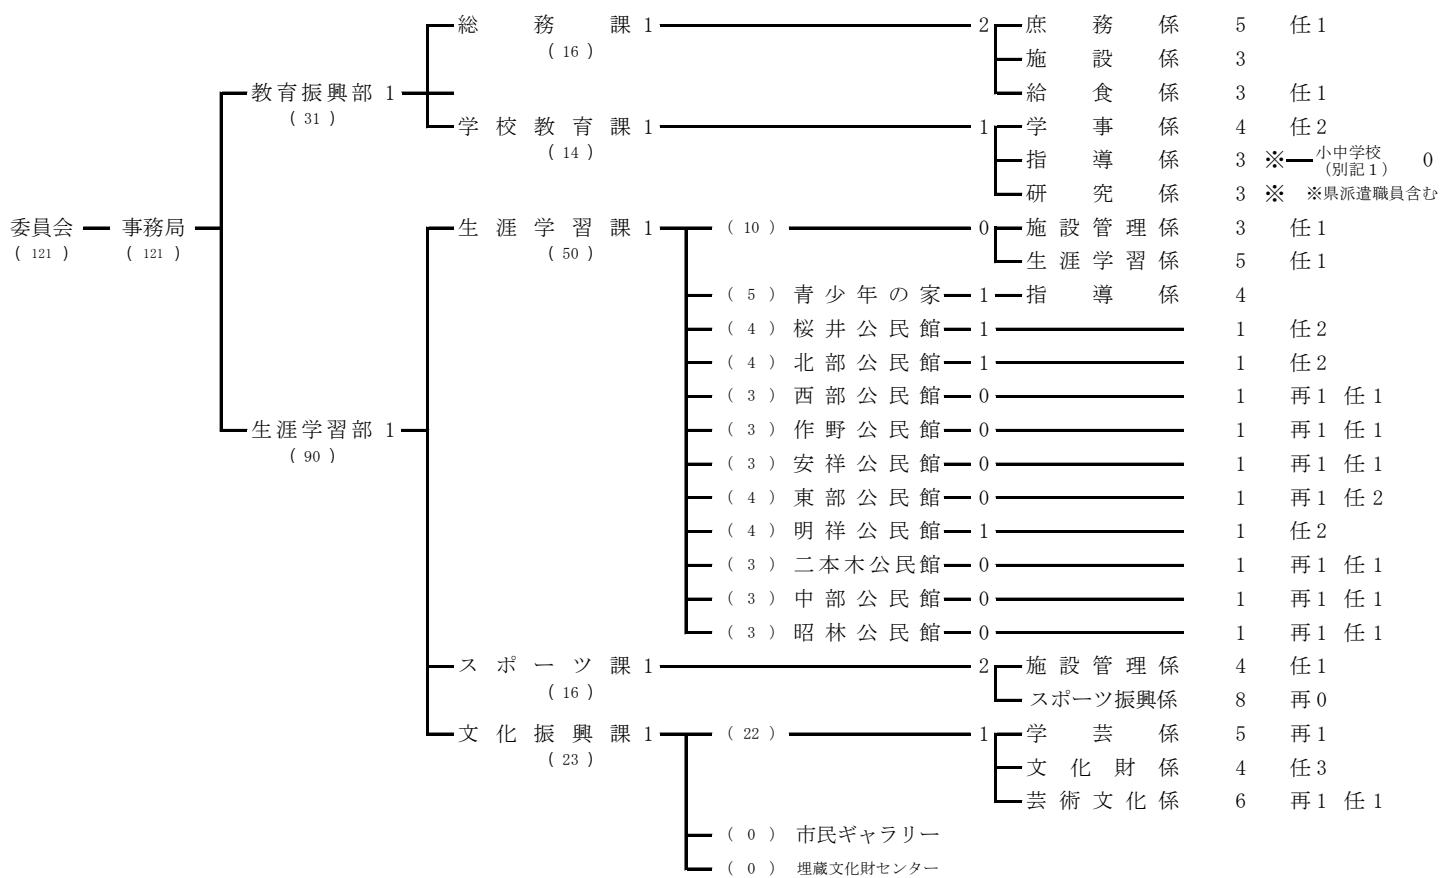 総務課 1 2 庶務係 5 任1
( 16 )
施設係 3
教育振興部 1 給食係 3 任1
( 31 )
学校教育課 1 1 学事係 4 任2
( 14 )
指導係 3 ※ 小中学校 0
(別記1)
研究係 3 ※ ※県派遣職員含む
委員会 事務局 生涯学習課 1 ( 10 ) 0 施設管理係 3 任1
( 121 ) ( 121 ) ( 50 )
生涯学習係 5 任1
( 5 ) 青少年の家 1 指導係 4
( 4 ) 桜井公民館 1 1 任2
( 4 ) 北部公民館 1 1 任2
( 3 ) 西部公民館 0 1 再1 任1
生涯学習部 1 ( 3 ) 作野公民館 0 1 再1 任1
( 90 )
( 3 ) 安祥公民館 0 1 再1 任1
( 4 ) 東部公民館 0 1 再1 任2
( 4 ) 明祥公民館 1 1 任2
( 3 ) 二本木公民館 0 1 再1 任1
( 3 ) 中部公民館 0 1 再1 任1
( 3 ) 昭林公民館 0 1 再1 任1
スポーツ課 1 2 施設管理係 4 任1
( 16 )
スポーツ振興係 8 再0
文化振興課 1 ( 22 ) 1 学芸係 5 再1
( 23 )
文化財係 4 任3
芸術文化係 6 再1 任1
( 0 ) 市民ギャラリー
( 0 ) 埋蔵文化財センター